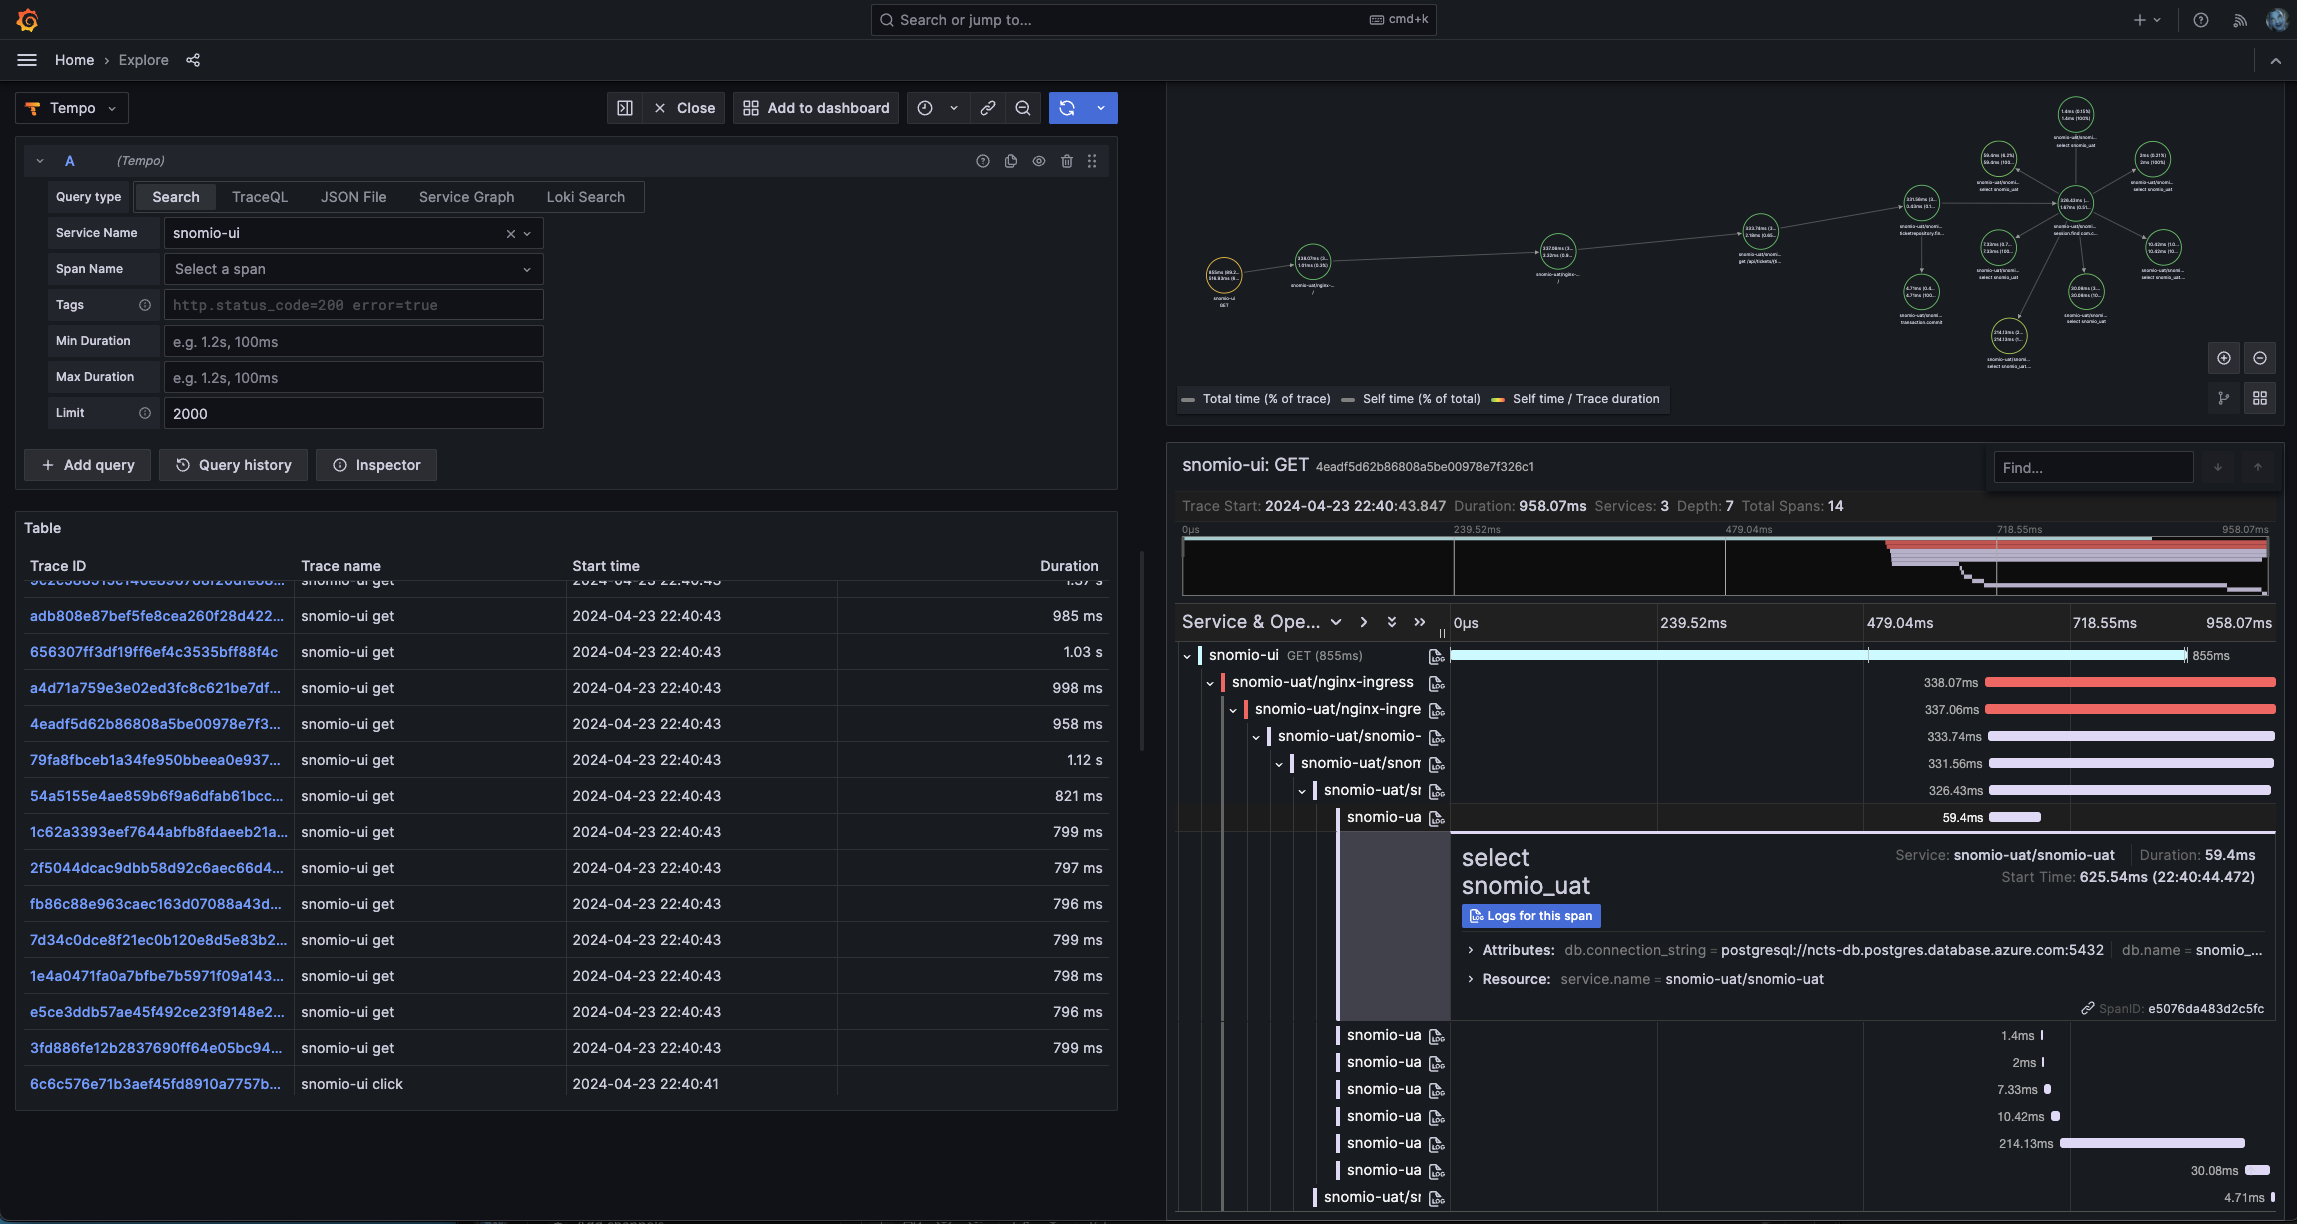 Search or jump to...
cmd+k
Home › Explore
Tempo
Close
Add to dashboard
A (Tempo)
Query type Search TraceQL JSON File Service Graph Loki Search
Service Name snomio-ui
Span Name Select a span
Tags http.status_code=200 error=true
Min Duration e.g. 1.2s, 100ms
Max Duration e.g. 1.2s, 100ms
Limit 2000
+ Add query
Query history
Inspector
Table
Trace ID Trace name Start time Duration
adb808e87bef5fe8cea260f28d422... snomio-ui get 2024-04-23 22:40:43 985 ms
656307ff3df19ff6ef4c3535bff88f4c snomio-ui get 2024-04-23 22:40:43 1.03 s
a4d71a759e3e02ed3fc8c621be7df... snomio-ui get 2024-04-23 22:40:43 998 ms
4eadf5d62b86808a5be00978e7f3... snomio-ui get 2024-04-23 22:40:43 958 ms
79fa8fbceb1a34fe950bbeea0e937... snomio-ui get 2024-04-23 22:40:43 1.12 s
54a5155e4ae859b6f9a6dfab61bcc... snomio-ui get 2024-04-23 22:40:43 821 ms
1c62a3393eef7644abfb8fdaeeb21a... snomio-ui get 2024-04-23 22:40:43 799 ms
2f5044dcac9dbb58d92c6aec66d4... snomio-ui get 2024-04-23 22:40:43 797 ms
fb86c88e963caec163d07088a43d... snomio-ui get 2024-04-23 22:40:43 796 ms
7d34c0dce8f21ec0b120e8d5e83b2... snomio-ui get 2024-04-23 22:40:43 799 ms
1e4a0471fa0a7bfbe7b5971f09a143... snomio-ui get 2024-04-23 22:40:43 798 ms
e5ce3ddb57ae45f492ce23f9148e2... snomio-ui get 2024-04-23 22:40:43 796 ms
3fd886fe12b2837690ff64e05bc94... snomio-ui get 2024-04-23 22:40:43 799 ms
6c6c576e71b3aef45fd8910a7757b... snomio-ui click 2024-04-23 22:40:41
Total time (% of trace) Self time (% of total) Self time / Trace duration
snomio-ui: GET 4eadf5d62b86808a5be00978e7f326c1
Find...
Trace Start: 2024-04-23 22:40:43.847 Duration: 958.07ms Services: 3 Depth: 7 Total Spans: 14
0μs 239.52ms 479.04ms 718.55ms 958.07ms
Service & Ope... 0μs 239.52ms 479.04ms 718.55ms 958.07ms
snomio-ui GET (855ms) 855ms
snomio-uat/nginx-ingress 338.07ms
snomio-uat/nginx-ingre 337.06ms
snomio-uat/snomio- 333.74ms
snomio-uat/snom 331.56ms
snomio-uat/sr 326.43ms
snomio-ua 59.4ms
select
snomio_uat
Service: snomio-uat/snomio-uat Duration: 59.4ms
Start Time: 625.54ms (22:40:44.472)
Logs for this span
Attributes: db.connection_string = postgresql://ncts-db.postgres.database.azure.com:5432 db.name = snomio_...
Resource: service.name = snomio-uat/snomio-uat
SpanID: e5076da483d2c5fc
snomio-ua 1.4ms
snomio-ua 2ms
snomio-ua 7.33ms
snomio-ua 10.42ms
snomio-ua 214.13ms
snomio-ua 30.08ms
snomio-uat/sr 4.71ms